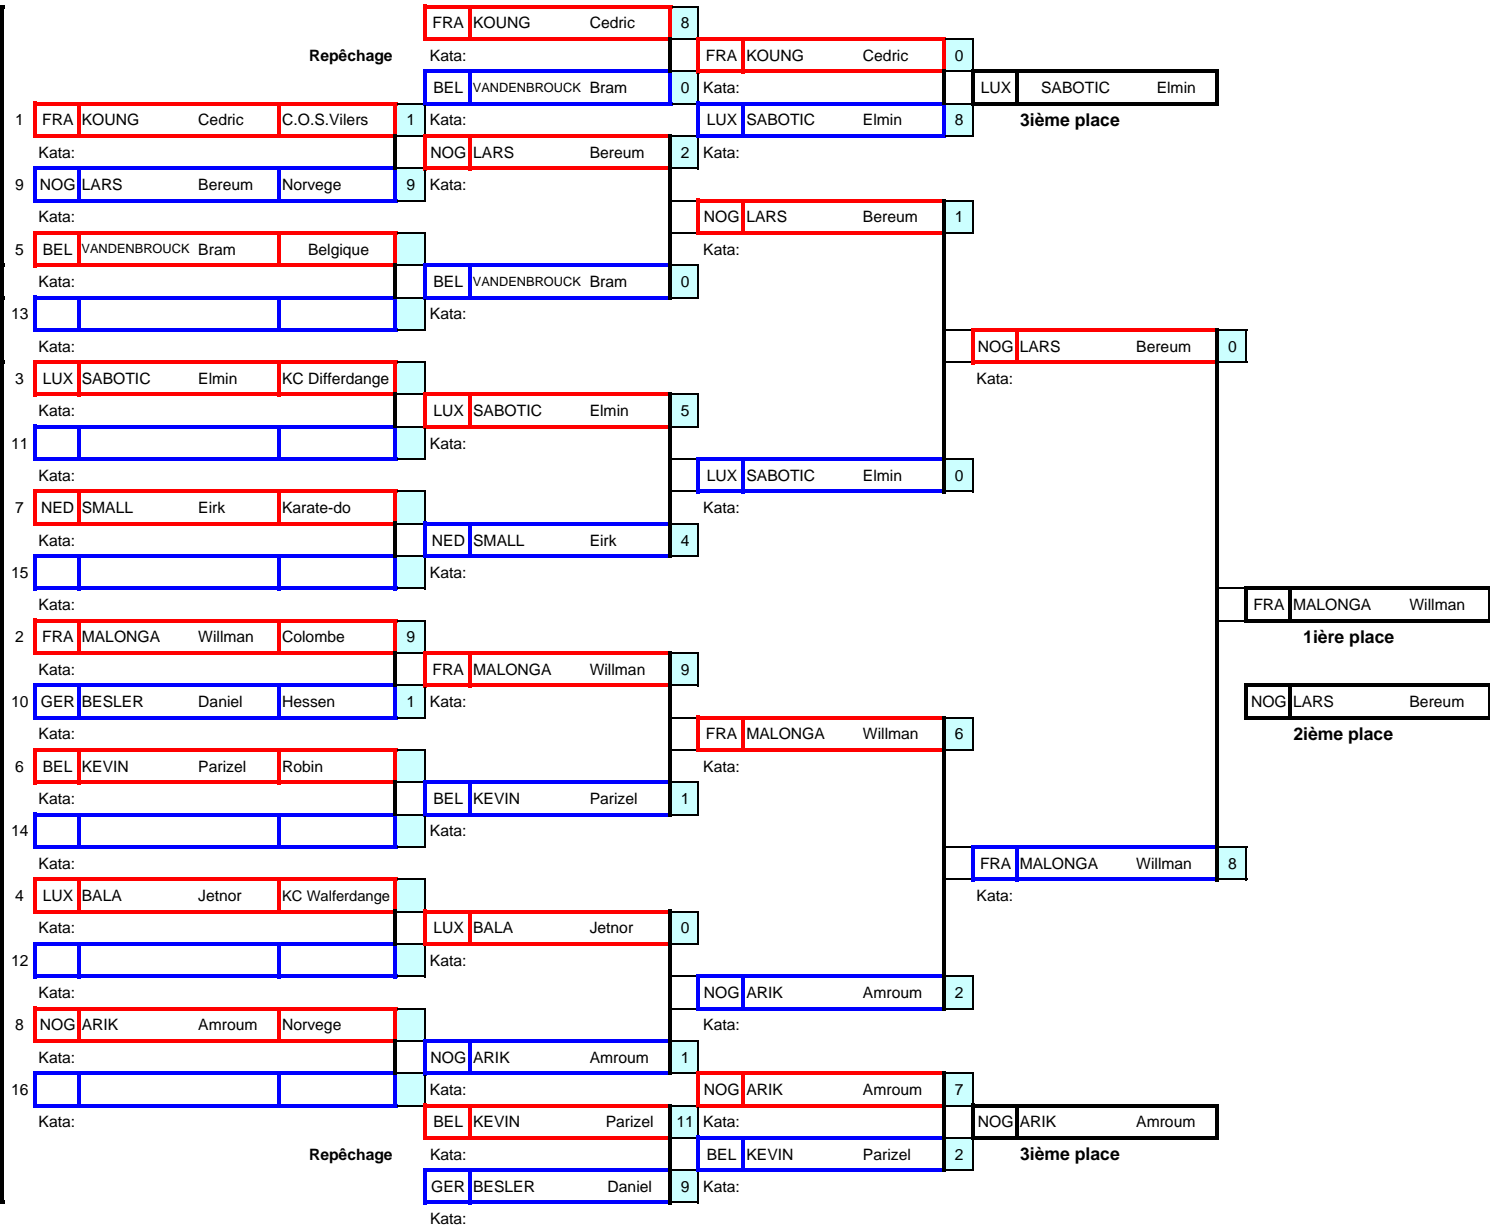 FRA KOUNG Cedric 8
Repêchage Kata: FRA KOUNG Cedric 0
BEL VANDENBROUCK Bram 0 Kata: LUX SABOTIC Elmin
1 FRA KOUNG Cedric C.O.S.Vilers 1 Kata: LUX SABOTIC Elmin 8 3ième place
Kata: NOG LARS Bereum 2 Kata:
9 NOG LARS Bereum Norvege 9 Kata:
Kata: NOG LARS Bereum 1
5 BEL VANDENBROUCK Bram Belgique Kata:
Kata: BEL VANDENBROUCK Bram 0
13 Kata:
Kata: NOG LARS Bereum 0
3 LUX SABOTIC Elmin KC Differdange Kata:
Kata: LUX SABOTIC Elmin 5
11 Kata:
Kata: LUX SABOTIC Elmin 0
7 NED SMALL Eirk Karate-do Kata:
Kata: NED SMALL Eirk 4
15 Kata:
Kata: FRA MALONGA Willman
2 FRA MALONGA Willman Colombe 9 1ière place
Kata: FRA MALONGA Willman 9
10 GER BESLER Daniel Hessen 1 Kata: NOG LARS Bereum
Kata: FRA MALONGA Willman 6 2ième place
6 BEL KEVIN Parizel Robin Kata:
Kata: BEL KEVIN Parizel 1
14 Kata:
Kata: FRA MALONGA Willman 8
4 LUX BALA Jetnor KC Walferdange Kata:
Kata: LUX BALA Jetnor 0
12 Kata:
Kata: NOG ARIK Amroum 2
8 NOG ARIK Amroum Norvege Kata:
Kata: NOG ARIK Amroum 1
16 Kata: NOG ARIK Amroum 7
Kata: BEL KEVIN Parizel 11 Kata: NOG ARIK Amroum
Repêchage Kata: BEL KEVIN Parizel 2 3ième place
GER BESLER Daniel 9 Kata:
Kata: